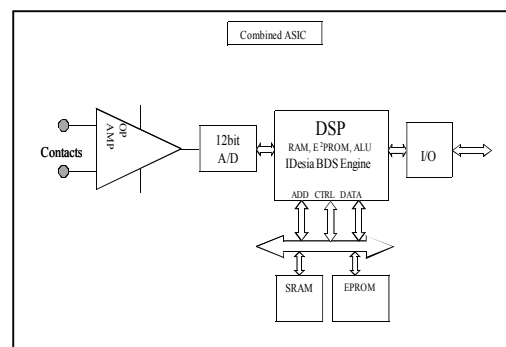 Combined ASIC
OP
AMP
Contacts
12bit
A/D
DSP
RAM, E²PROM, ALU
IDesia BDS Engine
ADD CTRL DATA
I/O
SRAM
EPROM